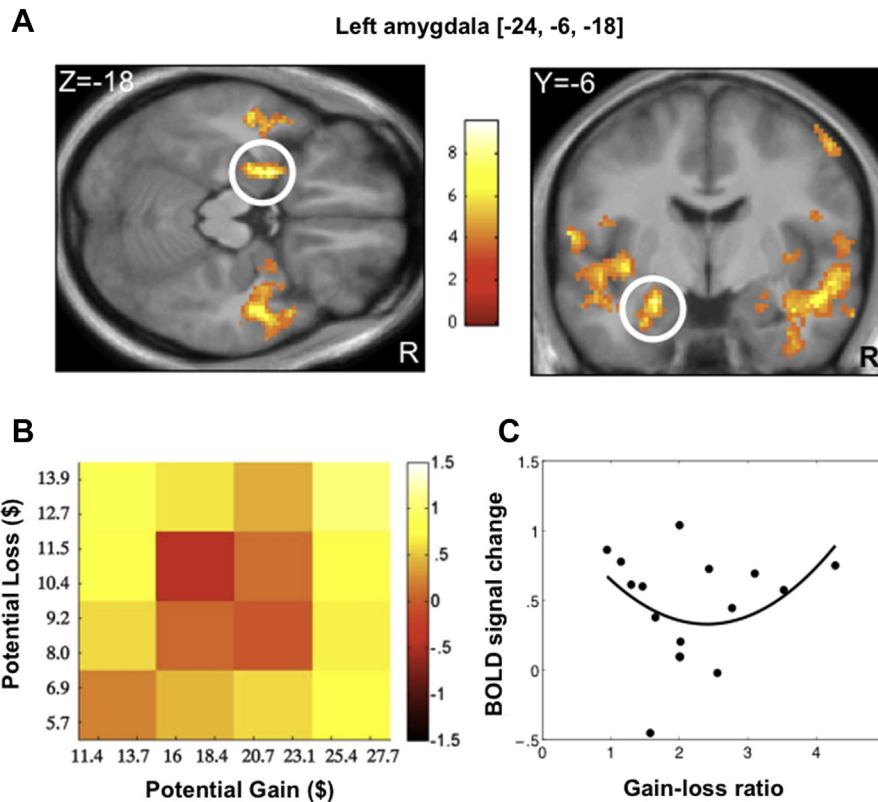 A
Left amygdala [-24, -6, -18]
Z=-18
R
8
6
4
2
0
Y=-6
R
B
Potential Loss ($)
13.9
12.7
11.5
10.4
9.2
8.0
6.9
5.7
11.4 13.7 16 18.4 20.7 23.1 25.4 27.7
Potential Gain ($)
1.5
1
.5
0
-.5
-1
-1.5
C
BOLD signal change
1.5
1
.5
0
-.5
0 1 2 3 4
Gain-loss ratio